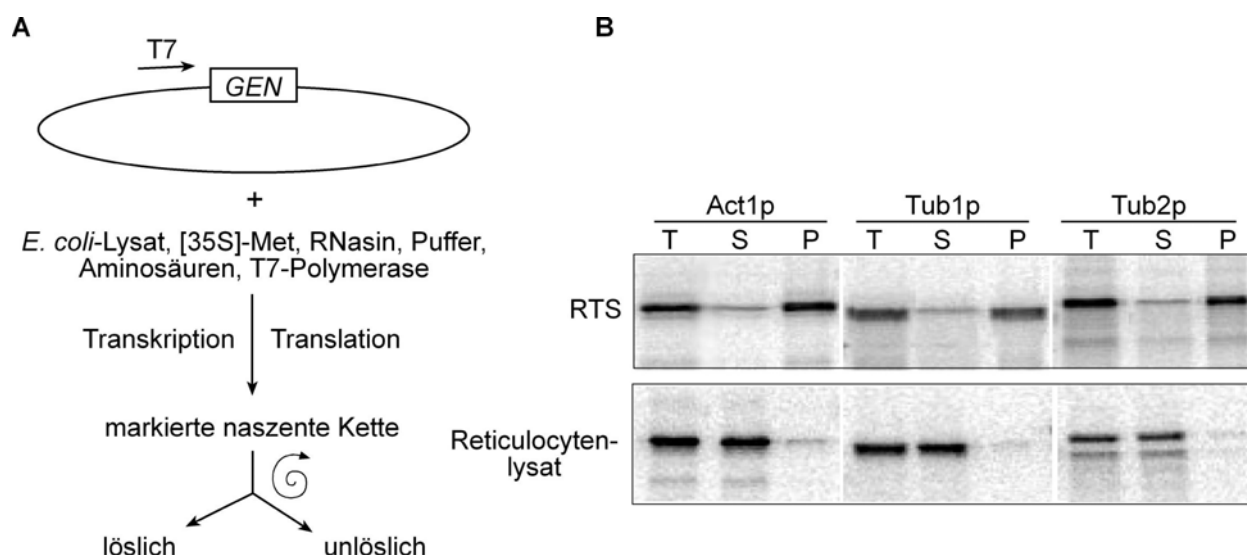 A
T7
GEN
+
E. coli-Lysat, [35S]-Met, RNasin, Puffer,
Aminosäuren, T7-Polymerase
Transkription Translation
markierte naszente Kette
löslich unlöslich
B
Act1p Tub1p Tub2p
T S P T S P T S P
RTS
Reticulocyten-
lysat